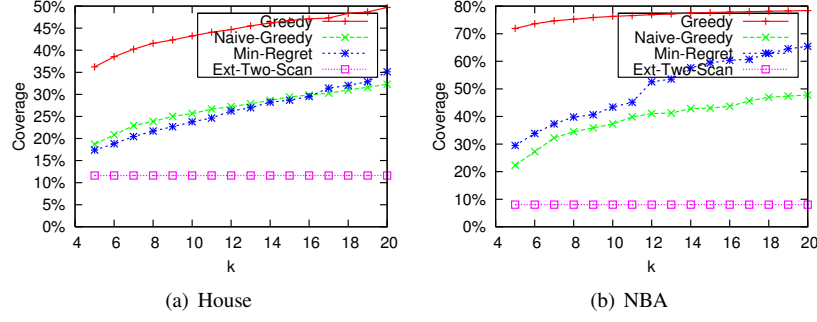 50%
45%
40%
35%
30%
25%
20%
15%
10%
5%
0%
Coverage
4 6 8 10 12 14 16 18 20
k
Greedy
Naive-Greedy
Min-Regret
Ext-Two-Scan
(a) House
80%
70%
60%
50%
40%
30%
20%
10%
0%
Coverage
4 6 8 10 12 14 16 18 20
k
Greedy
Naive-Greedy
Min-Regret
Ext-Two-Scan
(b) NBA